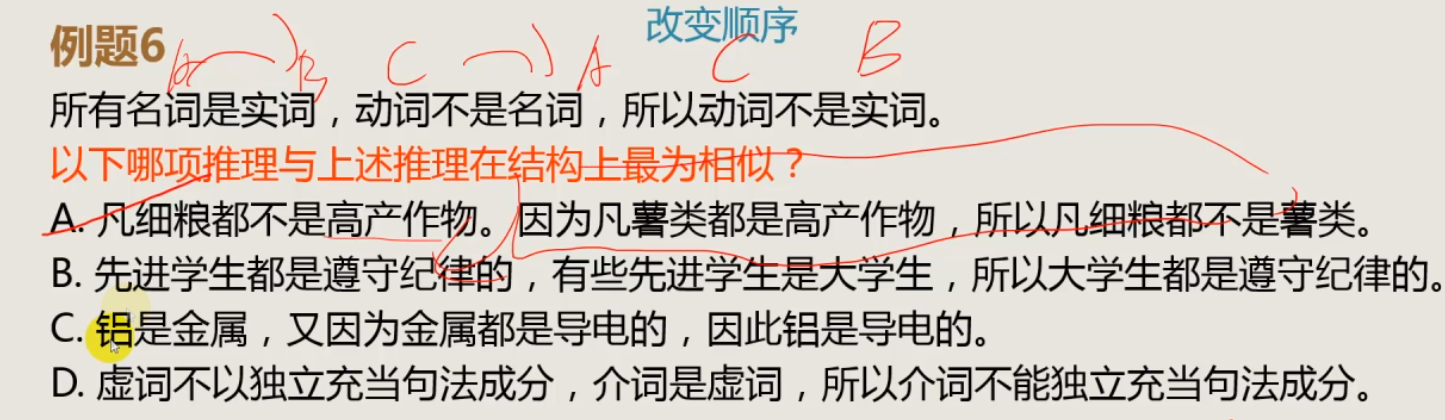 改变顺序
例题6
A B C A C B
所有名词是实词，动词不是名词，所以动词不是实词。
以下哪项推理与上述推理在结构上最为相似？
A. 凡细粮都不是高产作物。因为凡薯类都是高产作物，所以凡细粮都不是薯类。
B. 先进学生都是遵守纪律的，有些先进学生是大学生，所以大学生都是遵守纪律的。
C. 铝是金属，又因为金属都是导电的，因此铝是导电的。
D. 虚词不以独立充当句法成分，介词是虚词，所以介词不能独立充当句法成分。